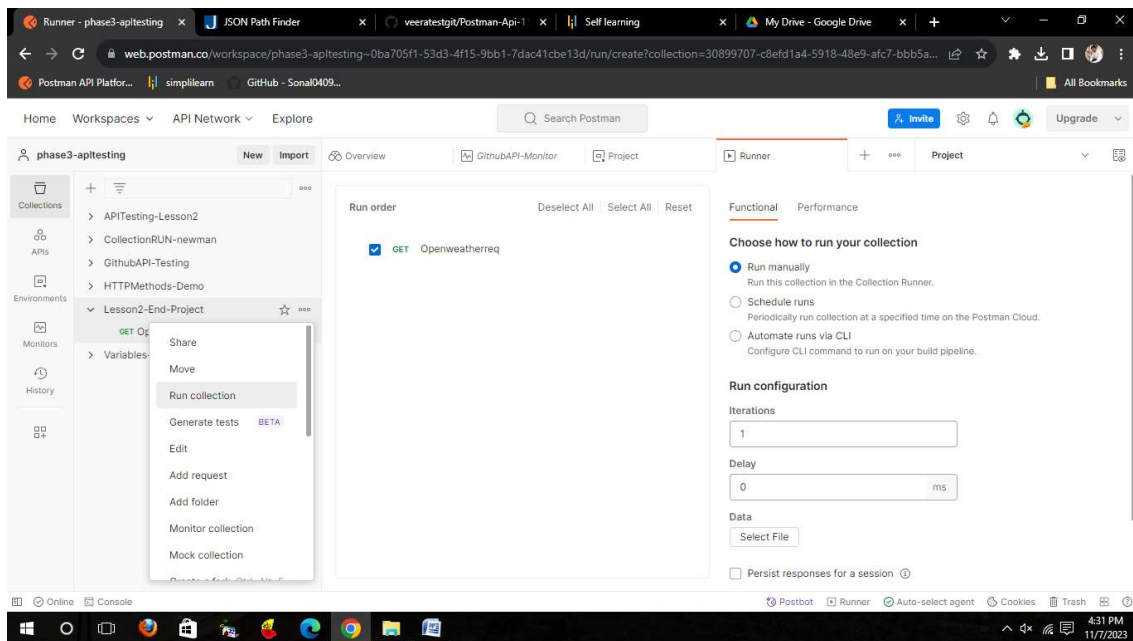 Runner - phase3-apltesting
JSON Path Finder
veeratestgit/Postman-Api-1
Self learning
My Drive - Google Drive
web.postman.co/workspace/phase3-apltesting~0ba705f1-53d3-4f15-9bb1-7dac41cbe13d/run/create?collection=30899707-c8efd1a4-5918-48e9-afc7-bbb5a...
Postman API Platfor...
simplilearn
GitHub - Sonal0409...
All Bookmarks
Home
Workspaces
API Network
Explore
Search Postman
Invite
Upgrade
phase3-apltesting
New
Import
Overview
GithubAPI-Monitor
Project
Runner
Project
Collections
APIs
Environments
Monitors
History
APITesting-Lesson2
CollectionRUN-newman
GithubAPI-Testing
HTTPMethods-Demo
Lesson2-End-Project
GET Op
Variables-
Share
Move
Run collection
Generate tests BETA
Edit
Add request
Add folder
Monitor collection
Mock collection
Run order
Deselect All
Select All
Reset
GET Openweatherreq
Functional
Performance
Choose how to run your collection
Run manually
Run this collection in the Collection Runner.
Schedule runs
Periodically run collection at a specified time on the Postman Cloud.
Automate runs via CLI
Configure CLI command to run on your build pipeline.
Run configuration
Iterations
1
Delay
0 ms
Data
Select File
Persist responses for a session
Online
Console
Postbot
Runner
Auto-select agent
Cookies
Trash
4:31 PM
11/7/2023